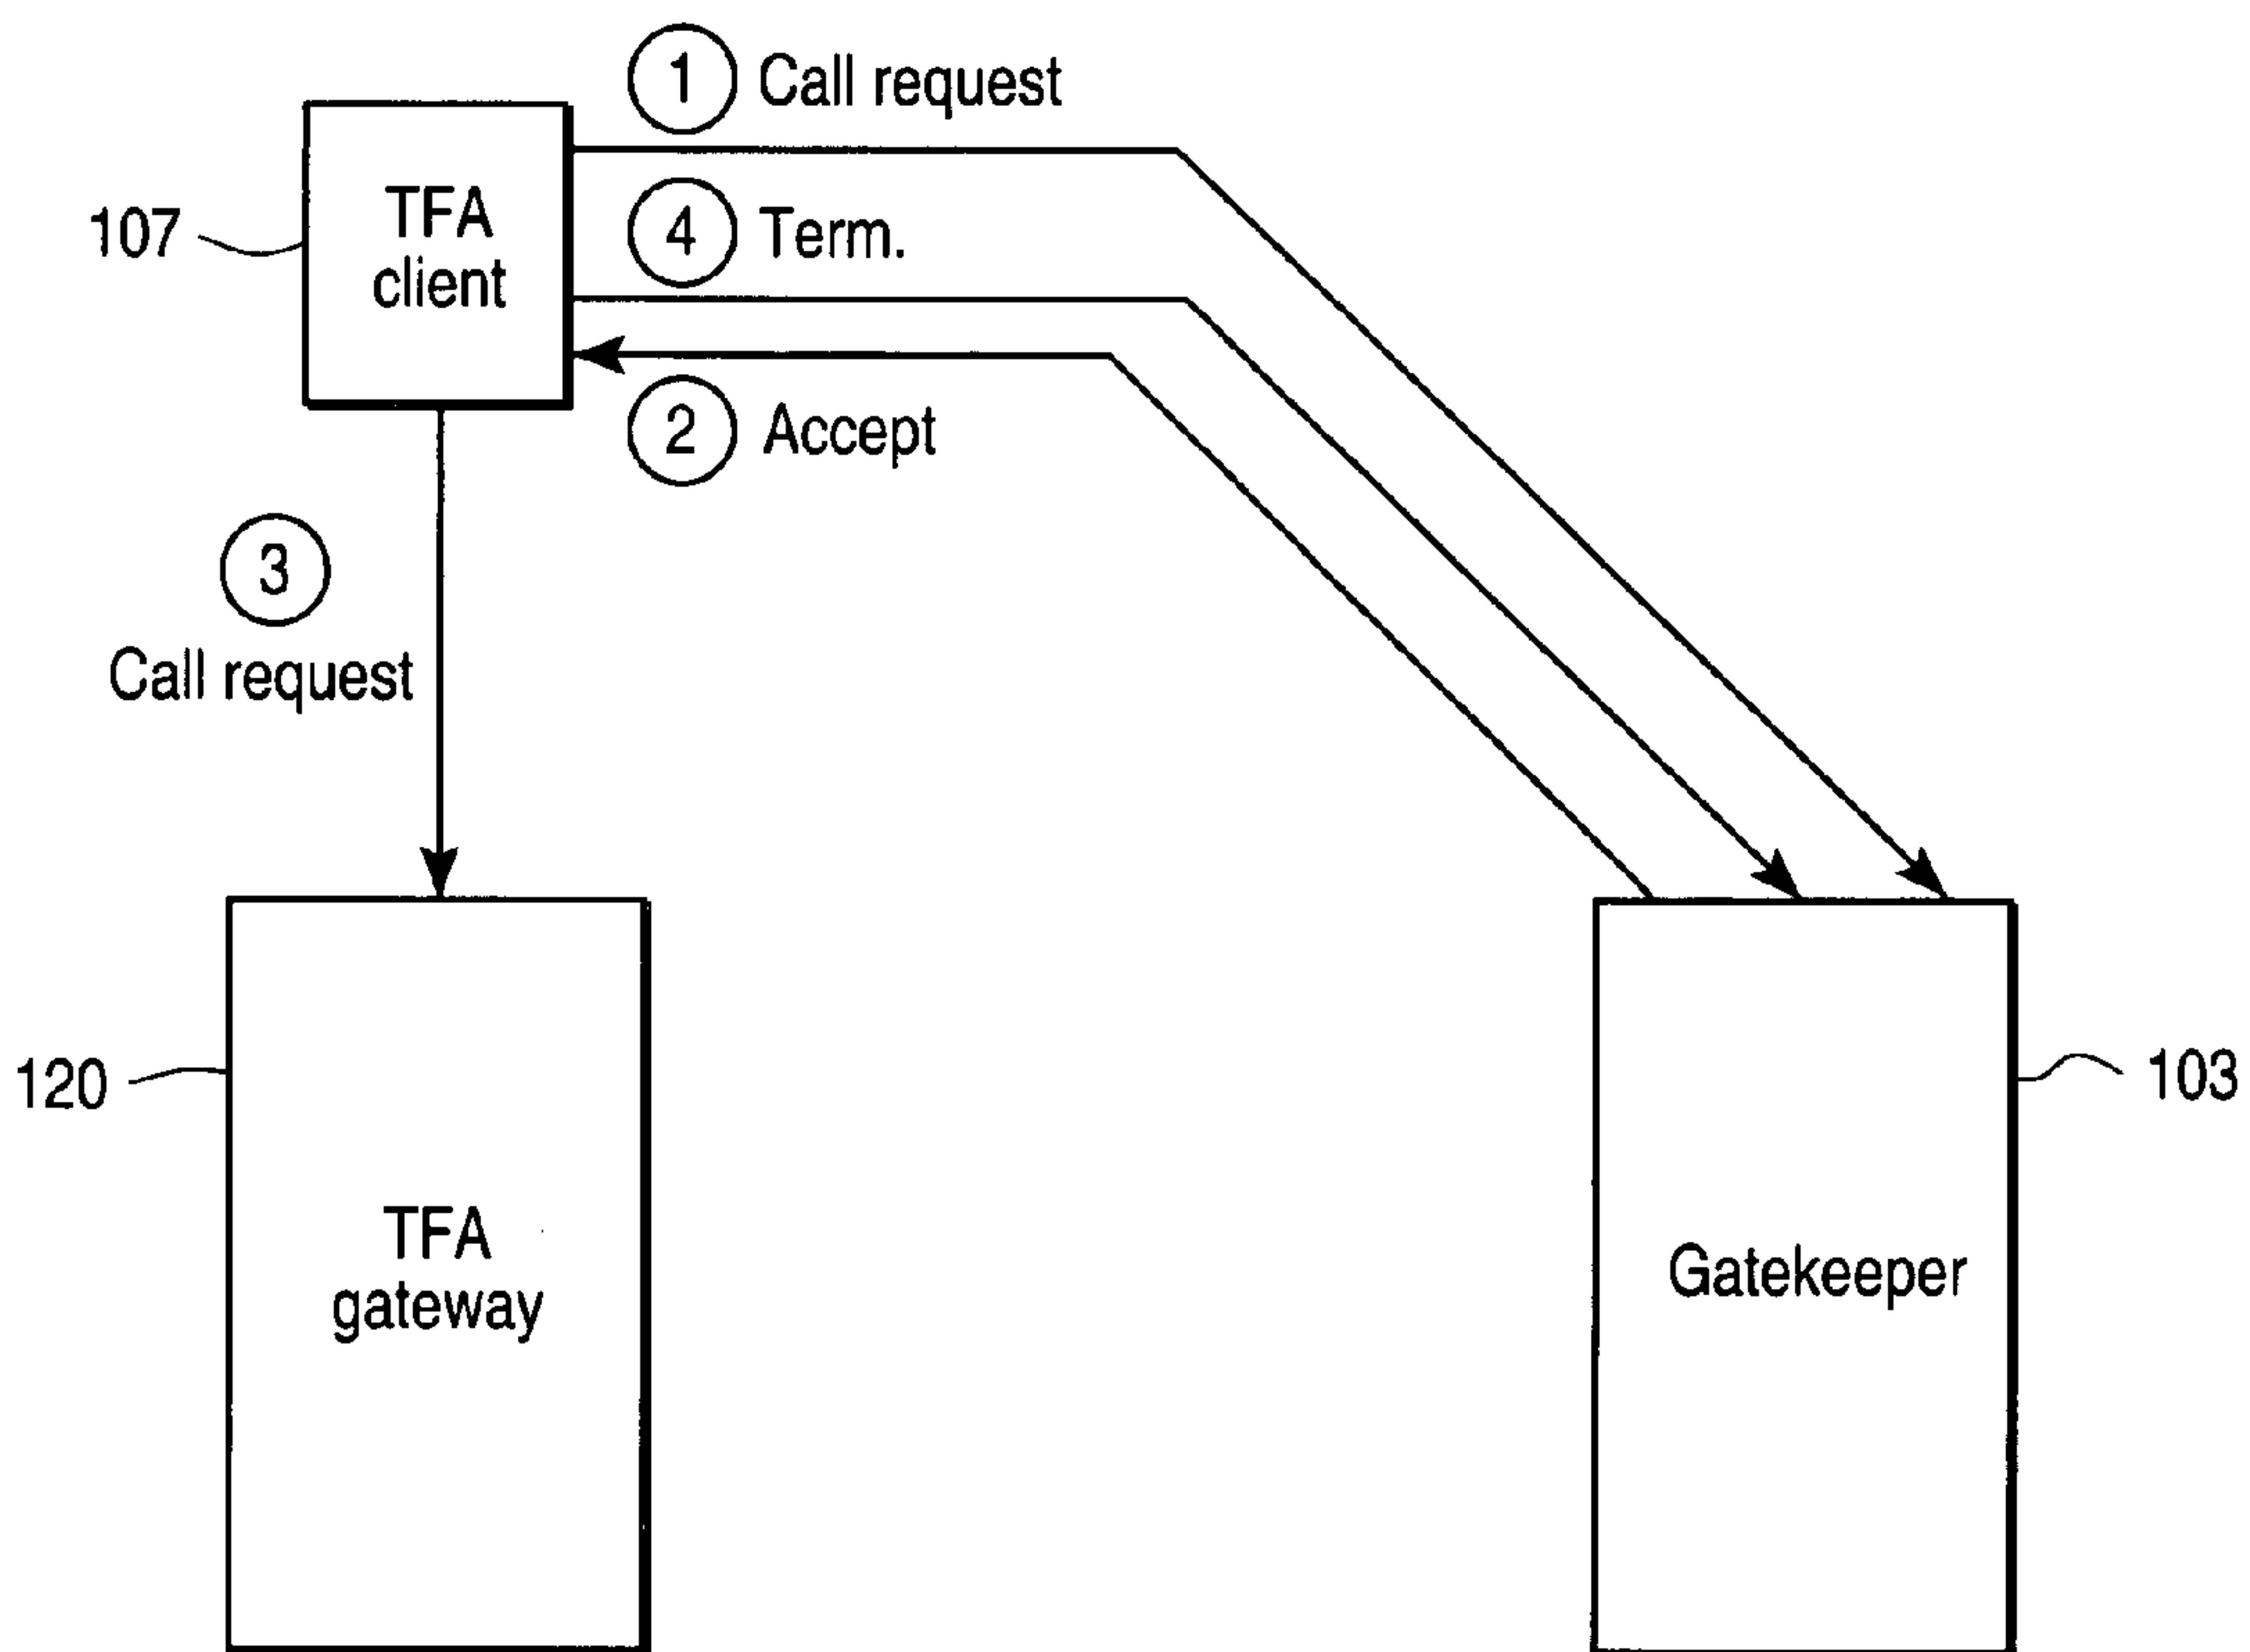 1 Call request
TFA
client
107
4 Term.
2 Accept
3
Call request
120
TFA
gateway
Gatekeeper
103